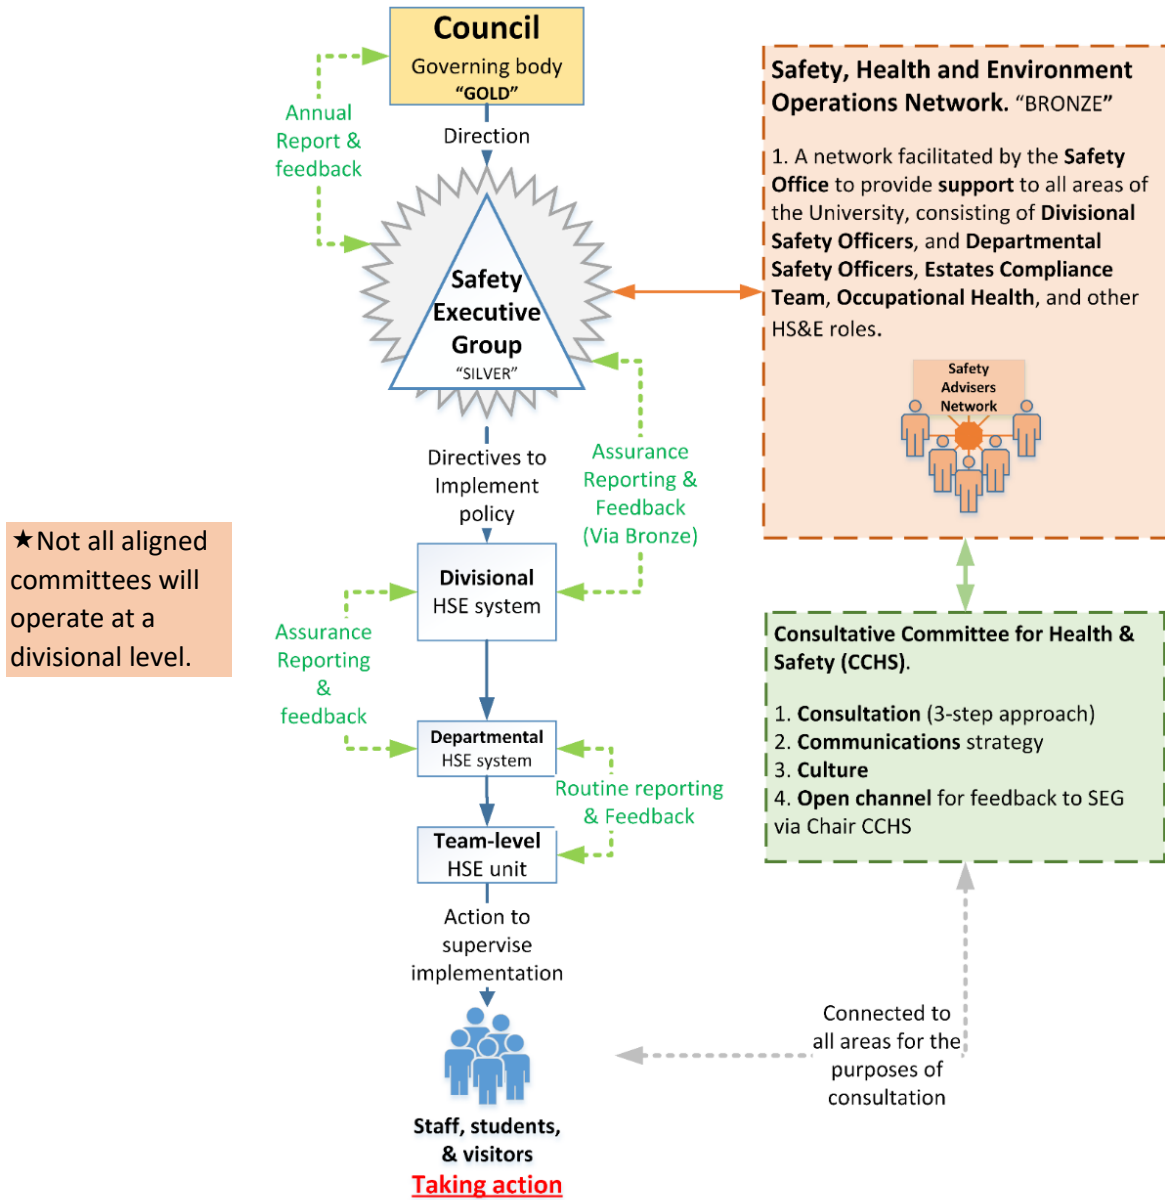 Council
Governing body
“GOLD”
Annual
Report &
feedback
Direction
Safety
Executive
Group
“SILVER”
Safety, Health and Environment
Operations Network. “BRONZE”
1. A network facilitated by the Safety
Office to provide support to all areas of
the University, consisting of Divisional
Safety Officers, and Departmental
Safety Officers, Estates Compliance
Team, Occupational Health, and other
HS&E roles.
Safety
Advisers
Network
Directives to
Implement
policy
Assurance
Reporting &
Feedback
(Via Bronze)
★Not all aligned
committees will
operate at a
divisional level.
Divisional
HSE system
Assurance
Reporting
&
feedback
Departmental
HSE system
Routine reporting
& Feedback
Team-level
HSE unit
Consultative Committee for Health &
Safety (CCHS).
1. Consultation (3-step approach)
2. Communications strategy
3. Culture
4. Open channel for feedback to SEG
via Chair CCHS
Action to
supervise
implementation
Connected to
all areas for the
purposes of
consultation
Staff, students,
& visitors
Taking action